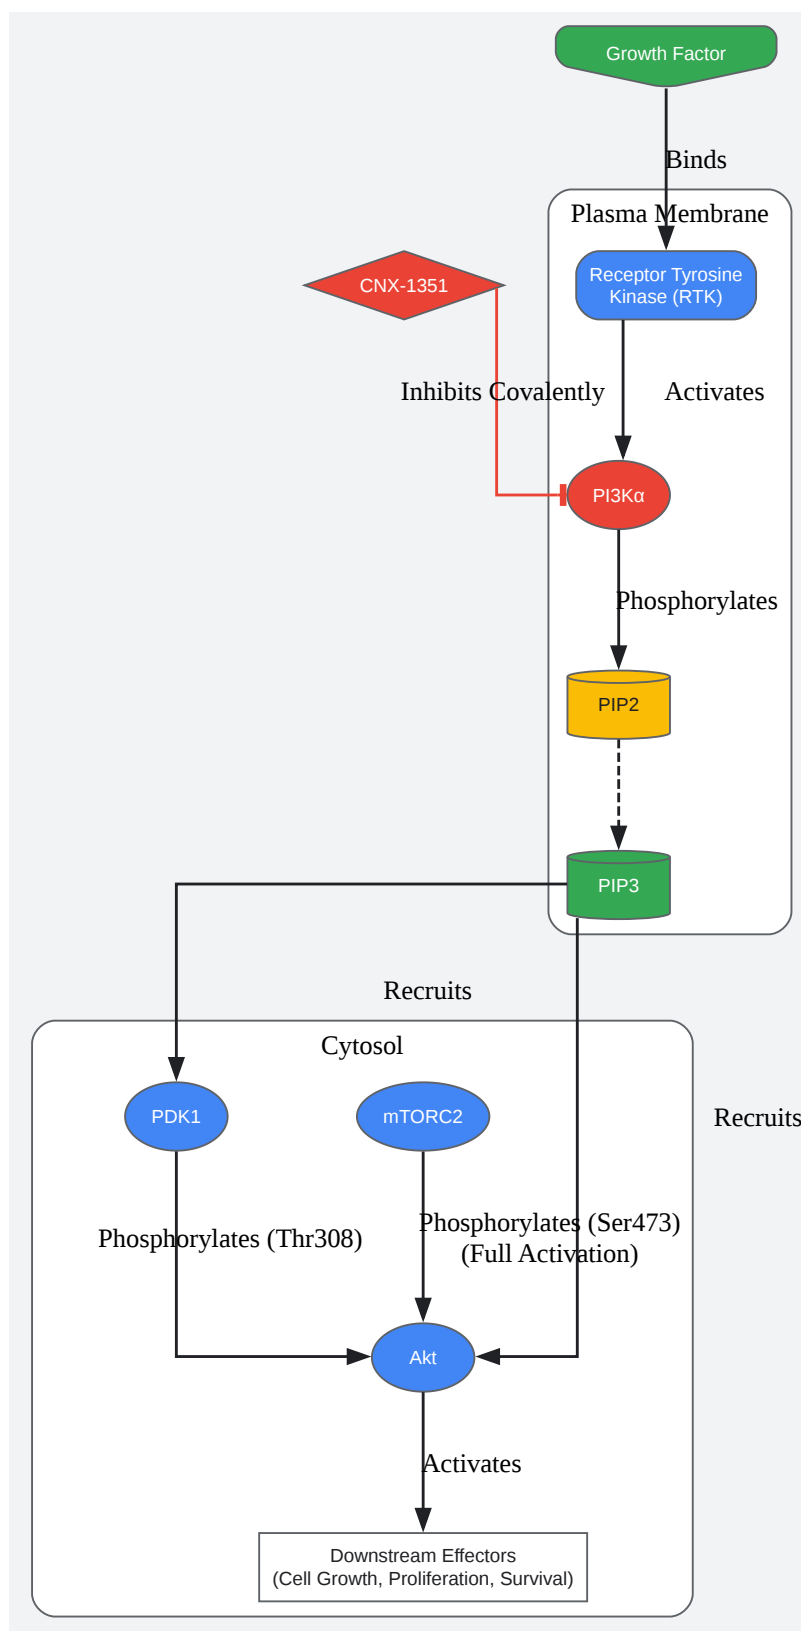 Growth Factor
Binds
Plasma Membrane
CNX-1351
Receptor Tyrosine
Kinase (RTK)
Inhibits Covalently
Activates
PI3Kα
Phosphorylates
PIP2
PIP3
Recruits
Cytosol
PDK1
mTORC2
Recruits
Phosphorylates (Thr308)
Phosphorylates (Ser473)
(Full Activation)
Akt
Activates
Downstream Effectors
(Cell Growth, Proliferation, Survival)